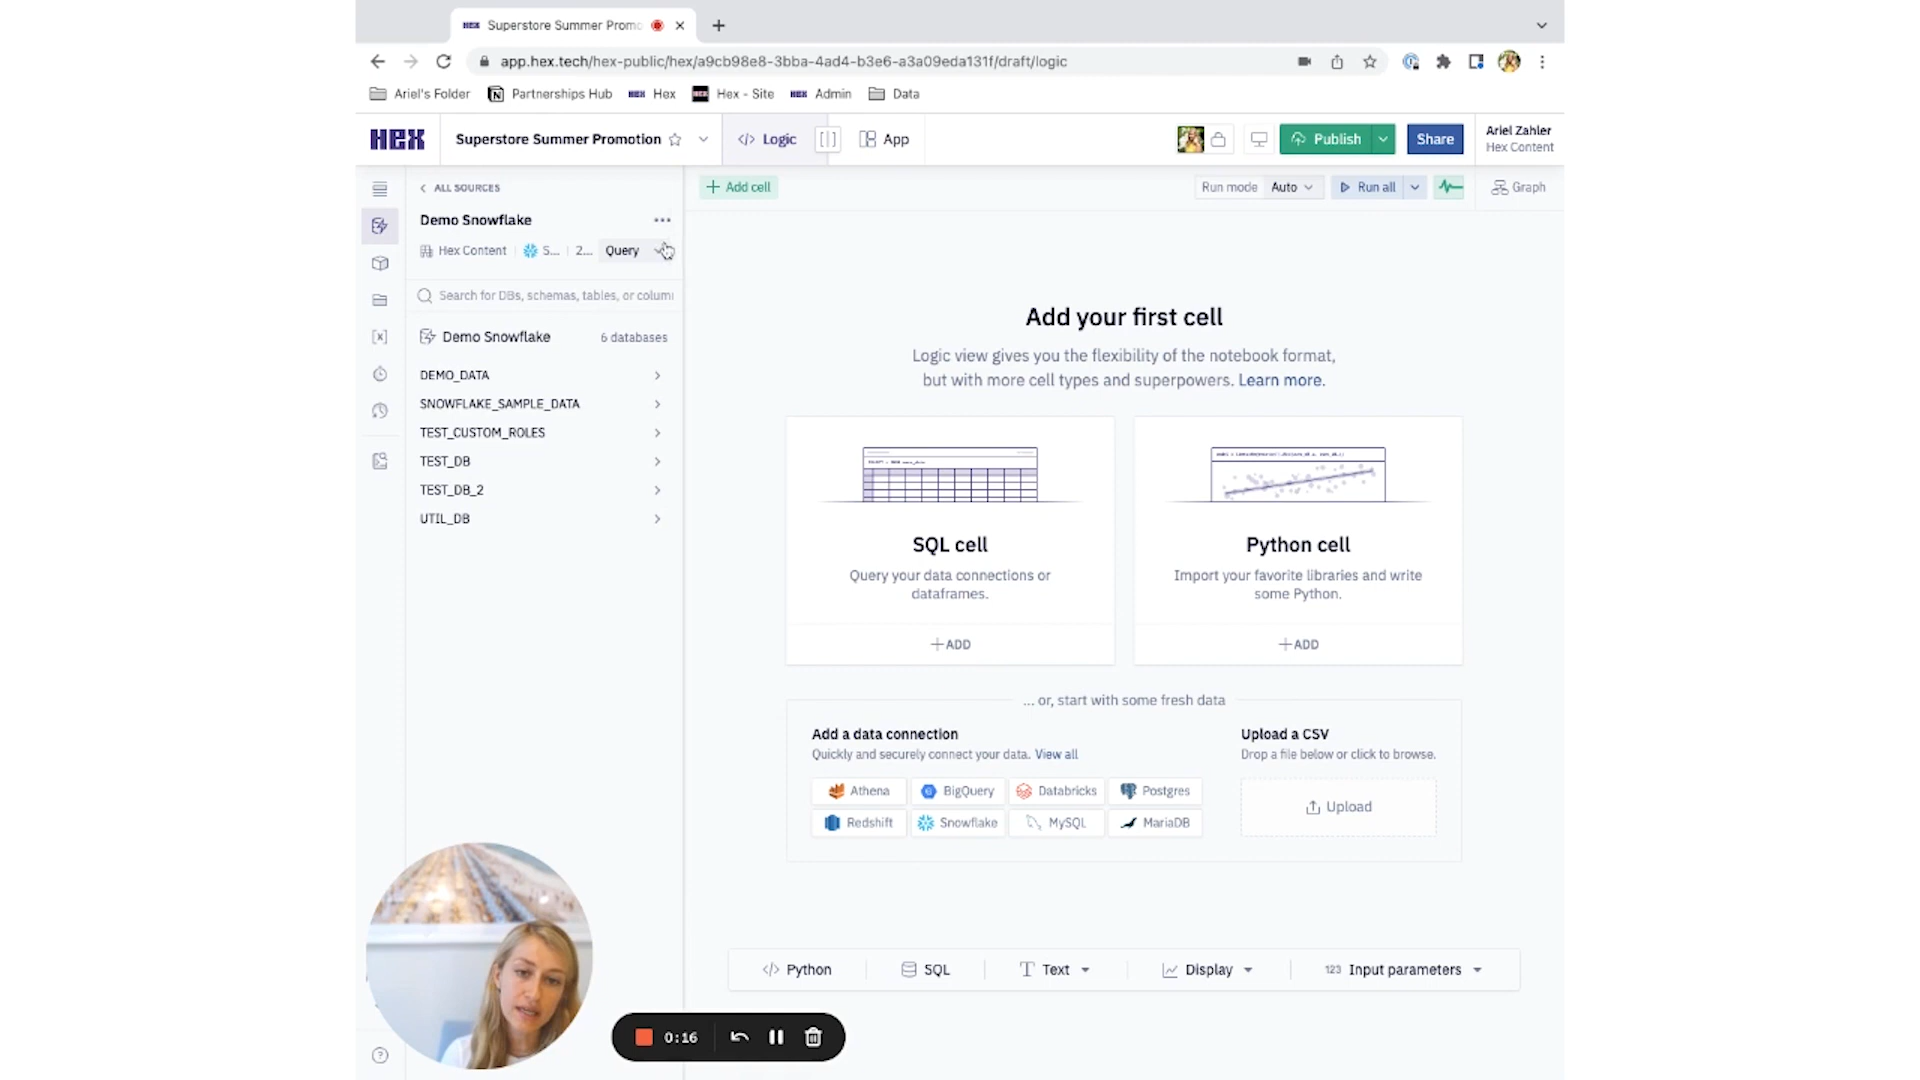 HEX Superstore Summer Promo
app.hex.tech/hex-public/hex/a9cb98e8-3bba-4ad4-b3e6-a3a09eda131f/draft/logic
Ariel's Folder Partnerships Hub HEX Hex HEX Hex - Site HEX Admin Data
HEX Superstore Summer Promotion </> Logic App Publish Share
Ariel Zahler
Hex Content
ALL SOURCES
Demo Snowflake
Hex Content S... 2... Query
Search for DBs, schemas, tables, or colum
Demo Snowflake 6 databases
DEMO_DATA
SNOWFLAKE_SAMPLE_DATA
TEST_CUSTOM_ROLES
TEST_DB
TEST_DB_2
UTIL_DB
+ Add cell Run mode Auto Run all Graph
Add your first cell
Logic view gives you the flexibility of the notebook format,
but with more cell types and superpowers. Learn more.
SQL cell
Query your data connections or
dataframes.
+ADD
Python cell
Import your favorite libraries and write
some Python.
+ADD
... or, start with some fresh data
Add a data connection
Quickly and securely connect your data. View all
Athena BigQuery Databricks Postgres
Redshift Snowflake MySQL MariaDB
Upload a CSV
Drop a file below or click to browse.
Upload
</> Python SQL T Text Display 123 Input parameters
0:16